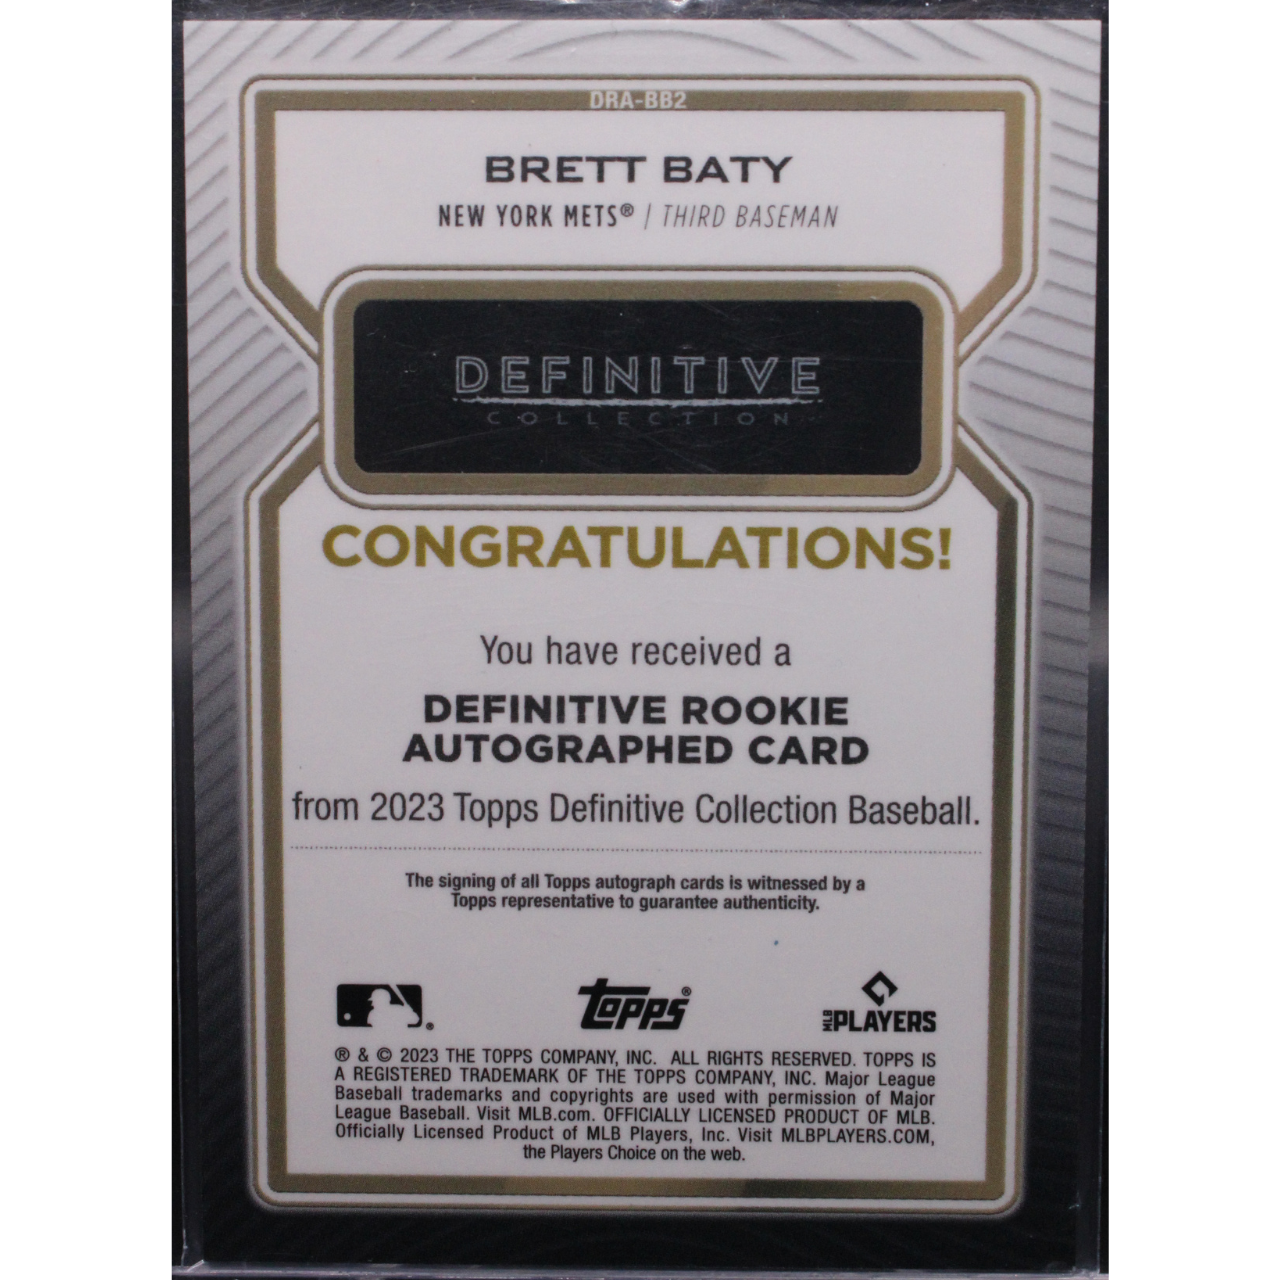 DRA-BB2
BRETT BATY
NEW YORK METS® | THIRD BASEMAN
DEFINITIVE
COLLECTION
CONGRATULATIONS!
You have received a
DEFINITIVE ROOKIE
AUTOGRAPHED CARD
from 2023 Topps Definitive Collection Baseball.
The signing of all Topps autograph cards is witnessed by a
Topps representative to guarantee authenticity.
® topps® MLB PLAYERS
® & © 2023 THE TOPPS COMPANY, INC. ALL RIGHTS RESERVED. TOPPS IS
A REGISTERED TRADEMARK OF THE TOPPS COMPANY, INC. Major League
Baseball trademarks and copyrights are used with permission of Major
League Baseball. Visit MLB.com. OFFICIALLY LICENSED PRODUCT OF MLB.
Officially Licensed Product of MLB Players, Inc. Visit MLBPLAYERS.COM,
the Players Choice on the web.